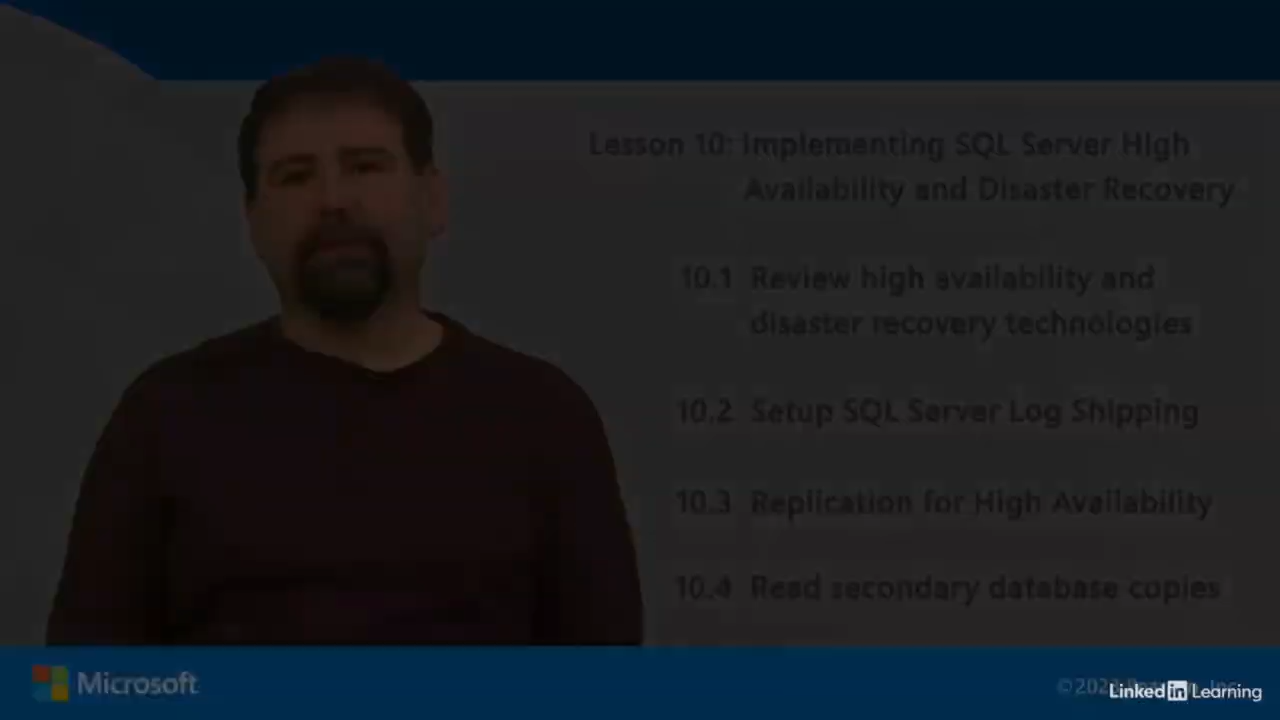 Lesson 10: Implementing SQL Server High
Availability and Disaster Recovery
10.1 Review high availability and
disaster recovery technologies
10.2 Setup SQL Server Log Shipping
10.3 Replication for High Availability
10.4 Read secondary database copies
Microsoft
LinkedIn Learning